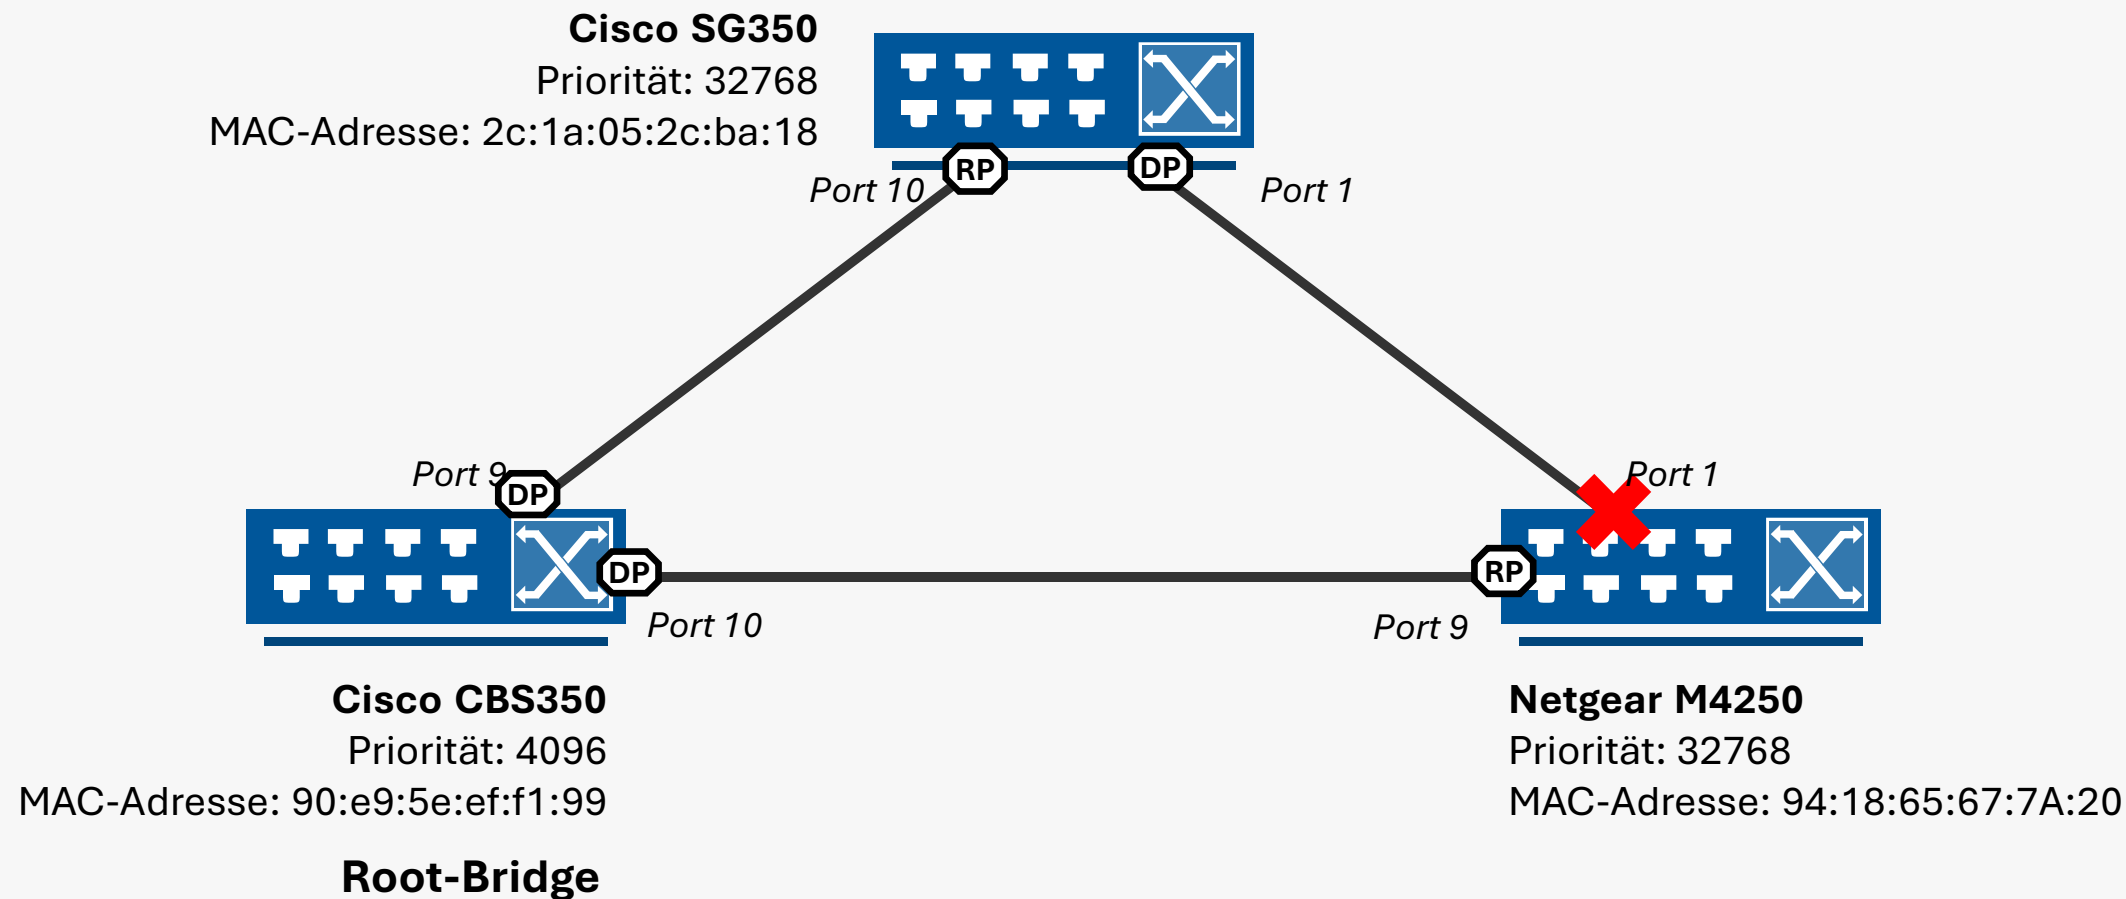 Cisco SG350
Priorität: 32768
MAC-Adresse: 2c:1a:05:2c:ba:18
RP
DP
Port 10
Port 1
Port 9
DP
Port 1
DP
RP
Port 10
Port 9
Cisco CBS350
Priorität: 4096
MAC-Adresse: 90:e9:5e:ef:f1:99
Root-Bridge
Netgear M4250
Priorität: 32768
MAC-Adresse: 94:18:65:67:7A:20